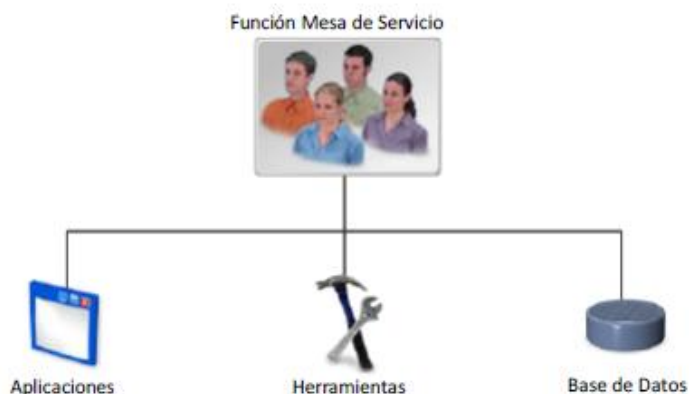 Función Mesa de Servicio
Aplicaciones
Herramientas
Base de Datos